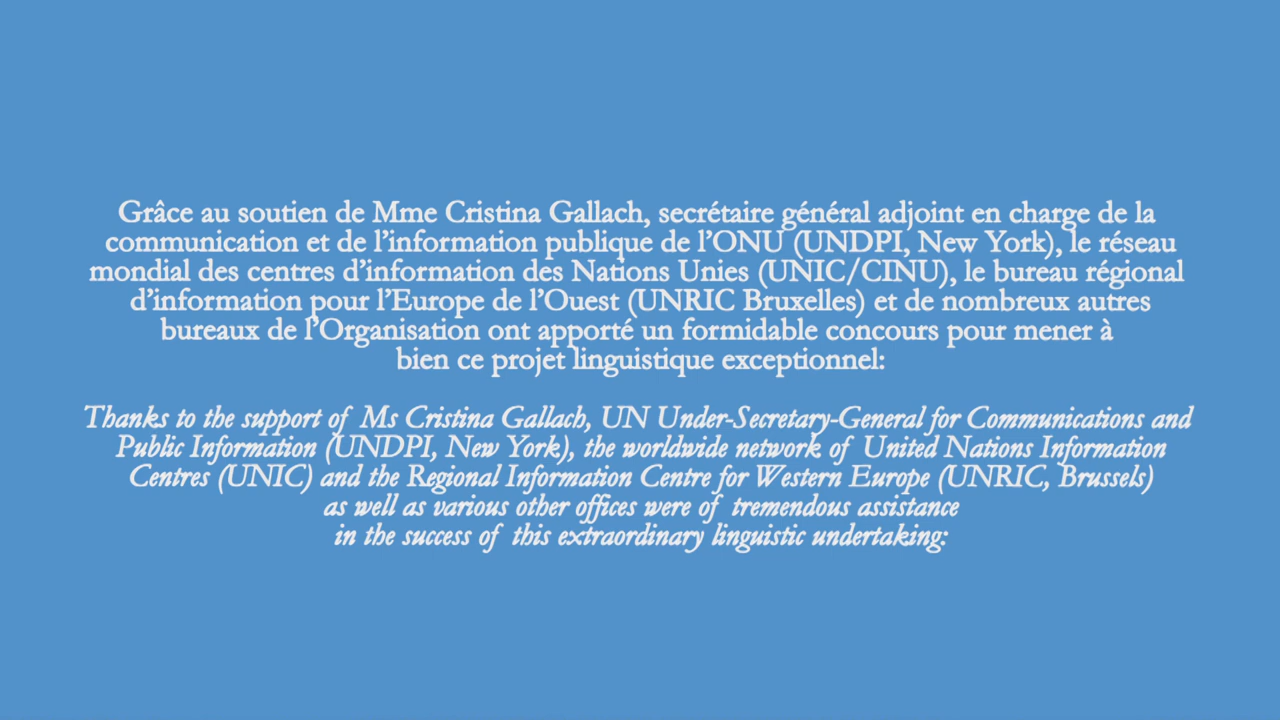 Grâce au soutien de Mme Cristina Gallach, secrétaire général adjoint en charge de la
communication et de l'information publique de l'ONU (UNDPI, New York), le réseau
mondial des centres d'information des Nations Unies (UNIC/CINU), le bureau régional
d'information pour l'Europe de l'Ouest (UNRIC Bruxelles) et de nombreux autres
bureaux de l'Organisation ont apporté un formidable concours pour mener à
bien ce projet linguistique exceptionnel:
Thanks to the support of Ms Cristina Gallach, UN Under-Secretary-General for Communications and
Public Information (UNDPI, New York), the worldwide network of United Nations Information
Centres (UNIC) and the Regional Information Centre for Western Europe (UNRIC, Brussels)
as well as various other offices were of tremendous assistance
in the success of this extraordinary linguistic undertaking: